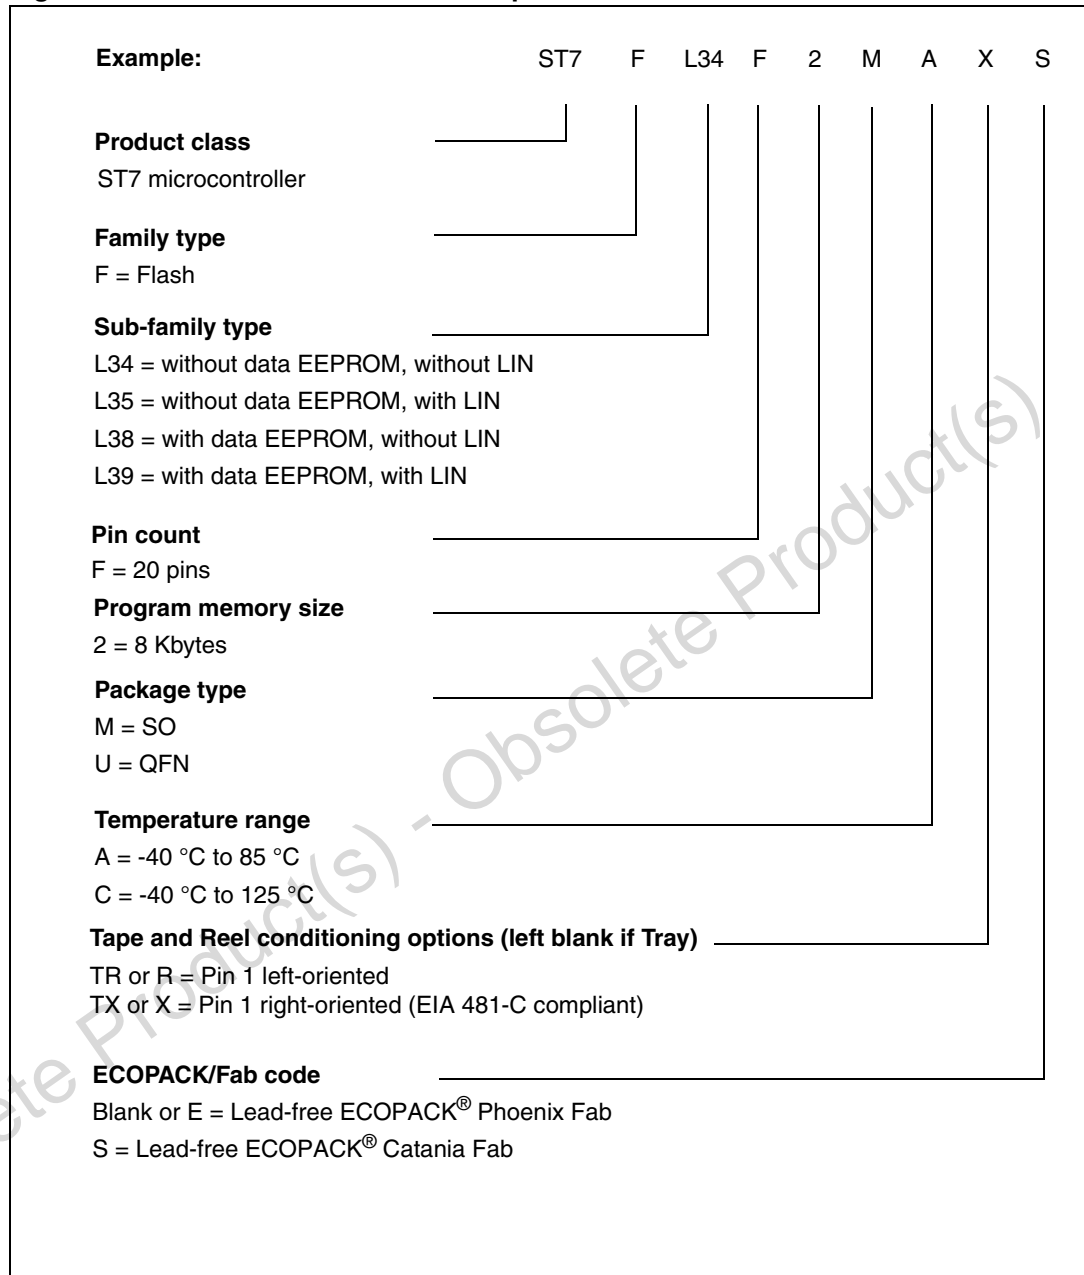 Example: ST7 F L34 F 2 M A X S
Product class
ST7 microcontroller
Family type
F = Flash
Sub-family type
L34 = without data EEPROM, without LIN
L35 = without data EEPROM, with LIN
L38 = with data EEPROM, without LIN
L39 = with data EEPROM, with LIN
Pin count
F = 20 pins
Program memory size
2 = 8 Kbytes
Package type
M = SO
U = QFN
Temperature range
A = -40 °C to 85 °C
C = -40 °C to 125 °C
Tape and Reel conditioning options (left blank if Tray)
TR or R = Pin 1 left-oriented
TX or X = Pin 1 right-oriented (EIA 481-C compliant)
ECOPACK/Fab code
Blank or E = Lead-free ECOPACK® Phoenix Fab
S = Lead-free ECOPACK® Catania Fab
Product(s) - Obsolete Product(s)